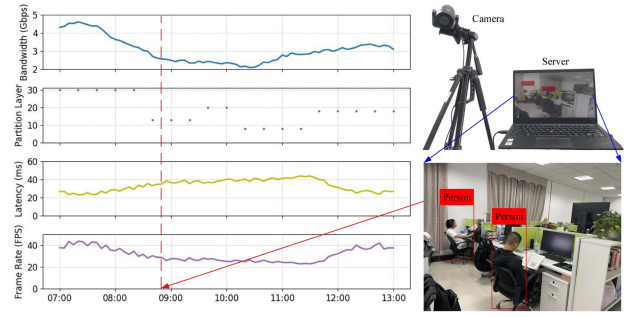 Bandwidth (Gbps)
5
4
3
2
Partition Layer
30
20
10
0
Latency (ms)
60
40
20
0
Frame Rate (FPS)
40
20
0
07:00 08:00 09:00 10:00 11:00 12:00 13:00
Camera
Server
Person
Person